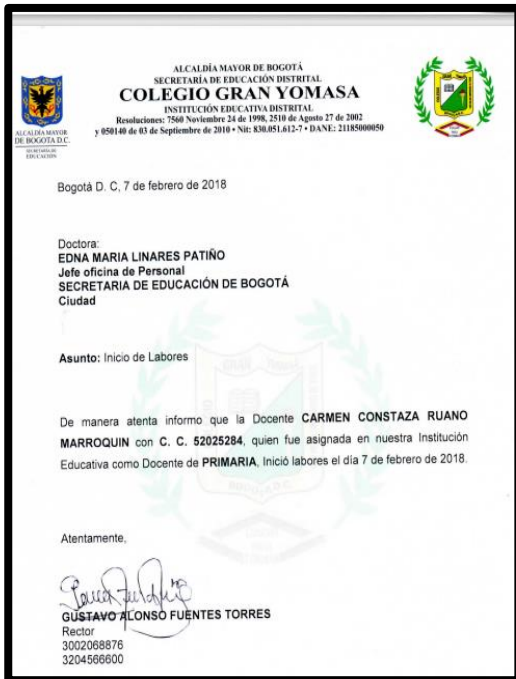 ALCALDÍA MAYOR DE BOGOTÁ
SECRETARÍA DE EDUCACIÓN DISTRITAL
COLEGIO GRAN YOMASA
INSTITUCIÓN EDUCATIVA DISTRITAL
Resoluciones: 7560 Noviembre 24 de 1998, 2510 de Agosto 27 de 2002
y 050140 de 03 de Septiembre de 2010 • Nit: 830.051.612-7 • DANE: 21185000050
ALCALDÍA MAYOR
DE BOGOTÁ D.C.
SECRETARÍA DE
EDUCACIÓN
Bogotá D. C, 7 de febrero de 2018
Doctora:
EDNA MARIA LINARES PATIÑO
Jefe oficina de Personal
SECRETARIA DE EDUCACIÓN DE BOGOTÁ
Ciudad
Asunto: Inicio de Labores
De manera atenta informo que la Docente CARMEN CONSTAZA RUANO
MARROQUIN con C. C. 52025284, quien fue asignada en nuestra Institución
Educativa como Docente de PRIMARIA, Inició labores el día 7 de febrero de 2018.
Atentamente,
GUSTAVO ALONSO FUENTES TORRES
Rector
3002068876
3204566600